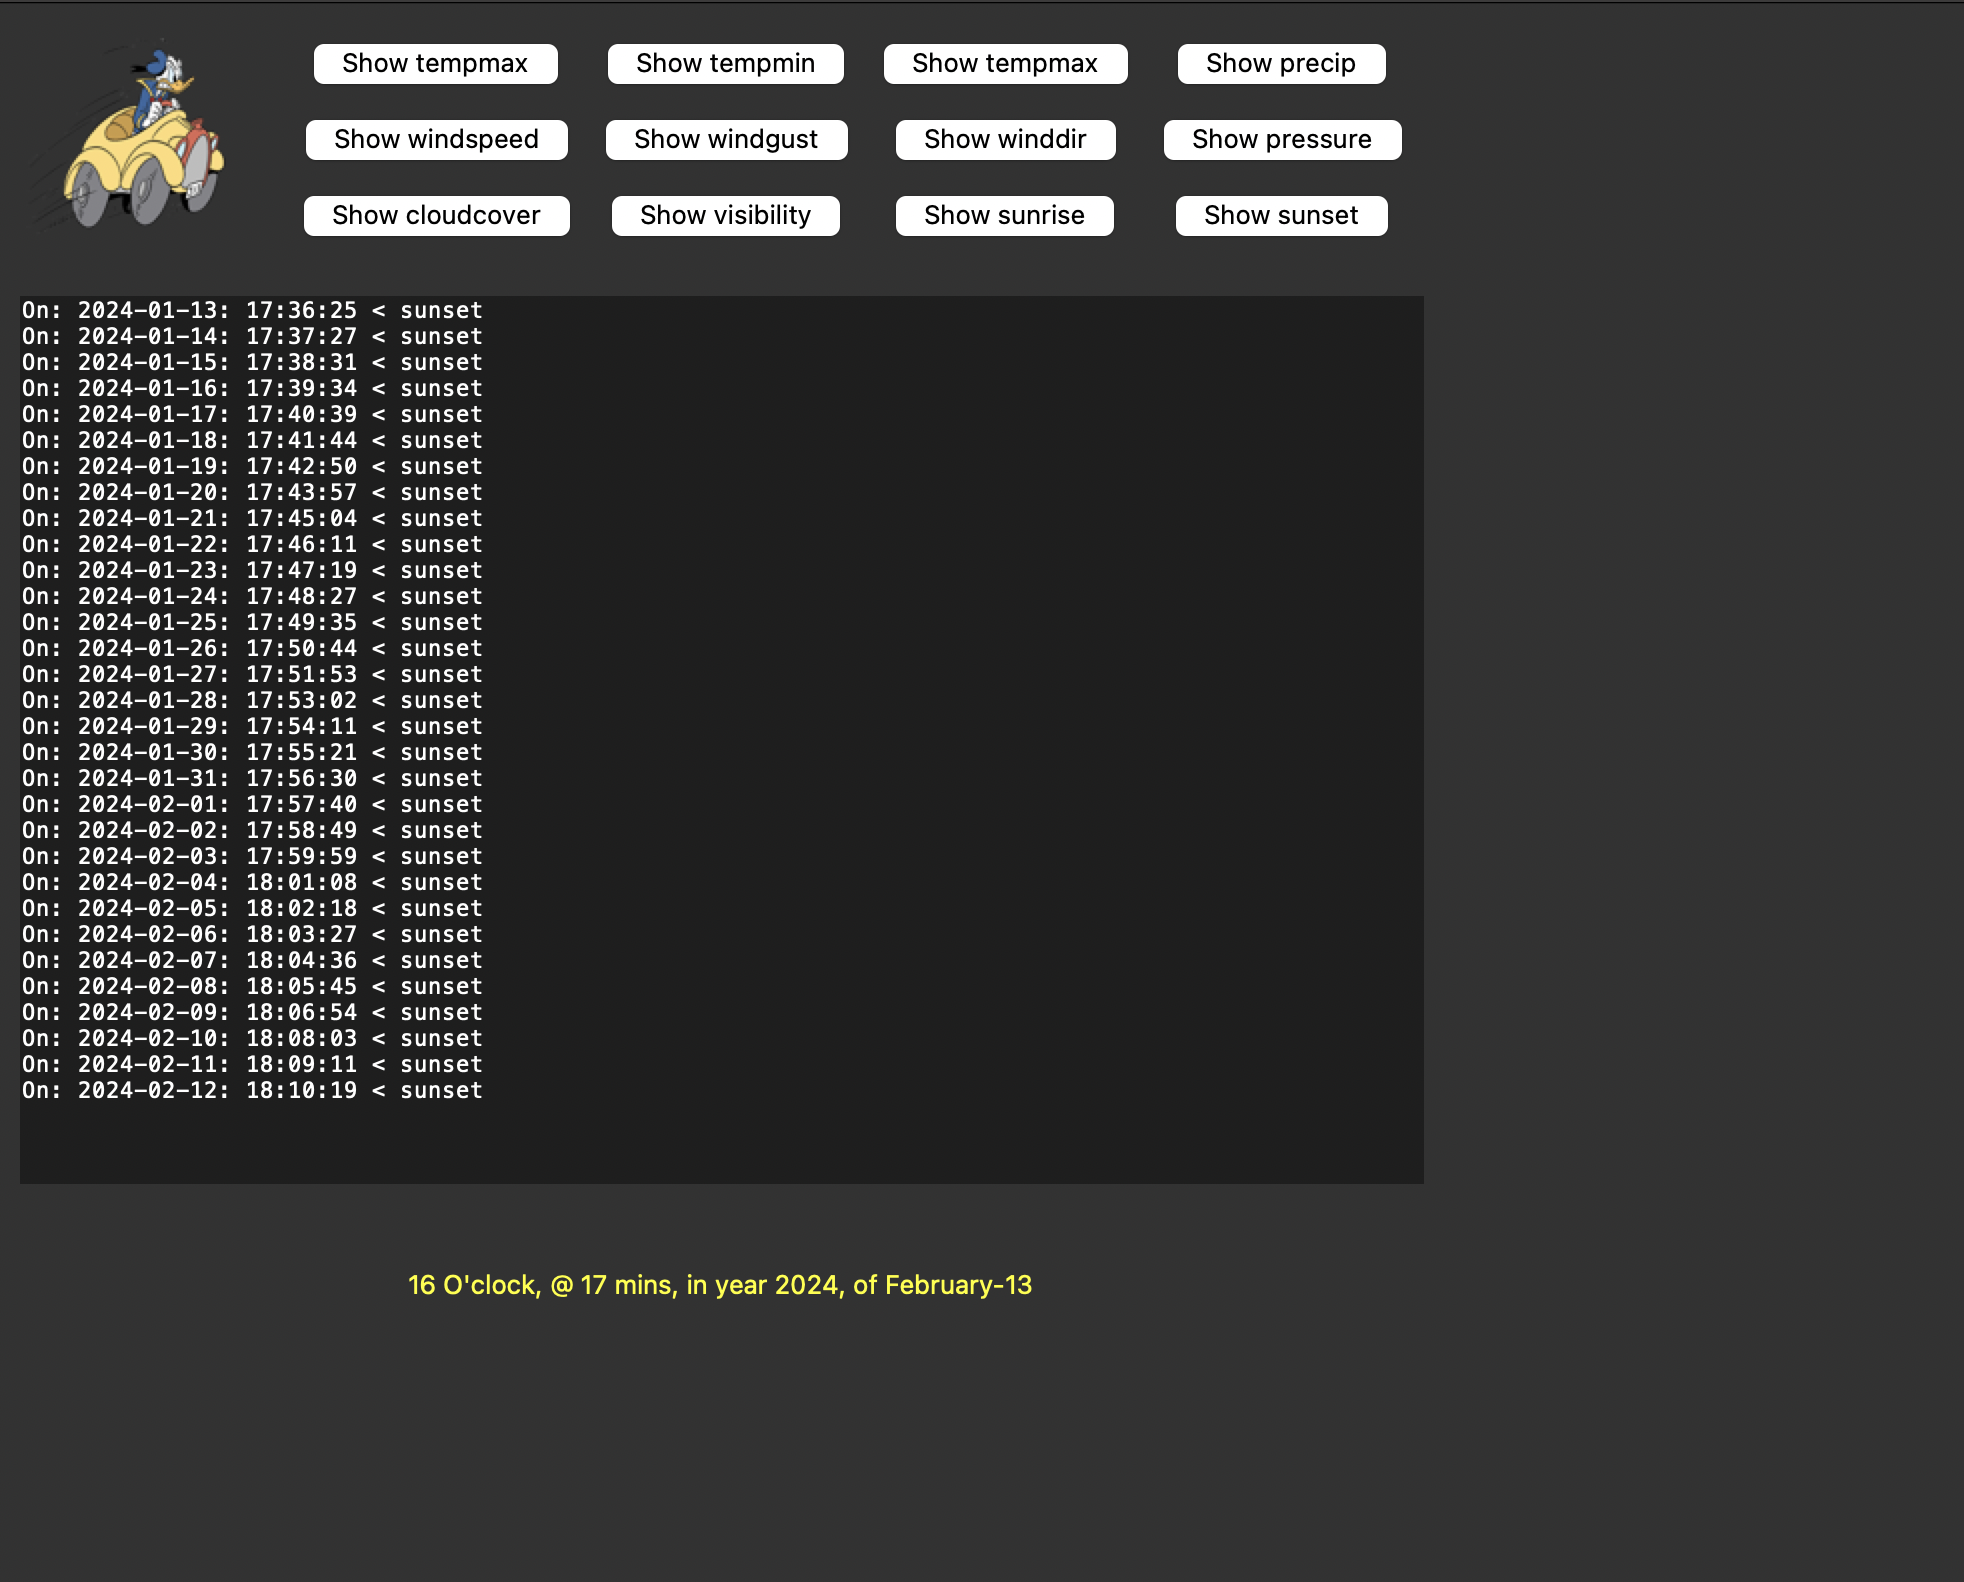 Show tempmax Show tempmin Show tempmax Show precip
Show windspeed Show windgust Show winddir Show pressure
Show cloudcover Show visibility Show sunrise Show sunset
On: 2024-01-13: 17:36:25 < sunset
On: 2024-01-14: 17:37:27 < sunset
On: 2024-01-15: 17:38:31 < sunset
On: 2024-01-16: 17:39:34 < sunset
On: 2024-01-17: 17:40:39 < sunset
On: 2024-01-18: 17:41:44 < sunset
On: 2024-01-19: 17:42:50 < sunset
On: 2024-01-20: 17:43:57 < sunset
On: 2024-01-21: 17:45:04 < sunset
On: 2024-01-22: 17:46:11 < sunset
On: 2024-01-23: 17:47:19 < sunset
On: 2024-01-24: 17:48:27 < sunset
On: 2024-01-25: 17:49:35 < sunset
On: 2024-01-26: 17:50:44 < sunset
On: 2024-01-27: 17:51:53 < sunset
On: 2024-01-28: 17:53:02 < sunset
On: 2024-01-29: 17:54:11 < sunset
On: 2024-01-30: 17:55:21 < sunset
On: 2024-01-31: 17:56:30 < sunset
On: 2024-02-01: 17:57:40 < sunset
On: 2024-02-02: 17:58:49 < sunset
On: 2024-02-03: 17:59:59 < sunset
On: 2024-02-04: 18:01:08 < sunset
On: 2024-02-05: 18:02:18 < sunset
On: 2024-02-06: 18:03:27 < sunset
On: 2024-02-07: 18:04:36 < sunset
On: 2024-02-08: 18:05:45 < sunset
On: 2024-02-09: 18:06:54 < sunset
On: 2024-02-10: 18:08:03 < sunset
On: 2024-02-11: 18:09:11 < sunset
On: 2024-02-12: 18:10:19 < sunset
16 O'clock, @ 17 mins, in year 2024, of February-13